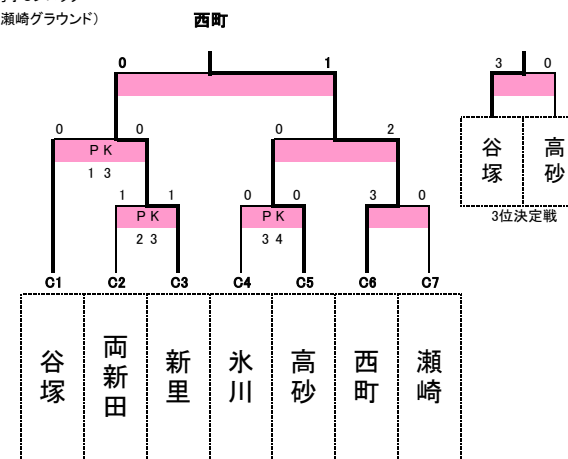 瀬崎グラウンド）
西町
0 1
3 0
谷塚 高砂
3位決定戦
0 0
PK
1 3
0 2
1 1
PK
2 3
0 0
PK
3 4
3 0
C1 C2 C3 C4 C5 C6 C7
谷塚 両新田 新里 氷川 高砂 西町 瀬崎